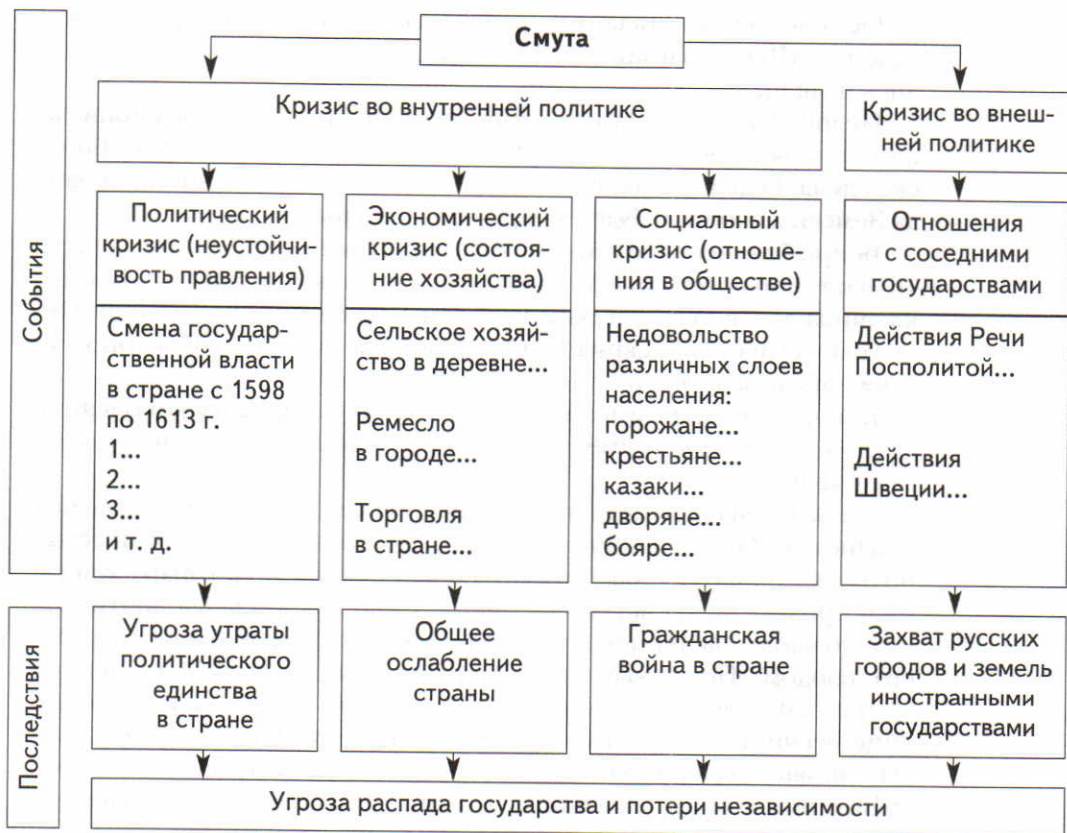 Смута
Кризис во внутренней политике
Кризис во внеш-
ней политике
События
Политический
кризис (неустойчи-
вость правления)
Экономический
кризис (состоя-
ние хозяйства)
Социальный
кризис (отноше-
ния в обществе)
Отношения
с соседними
государствами
Смена государ-
ственной власти
в стране с 1598
по 1613 г.
1...
2...
3...
и т. д.
Сельское хозяй-
ство в деревне...
Ремесло
в городе...
Торговля
в стране...
Недовольство
различных слоев
населения:
горожане...
крестьяне...
казаки...
дворяне...
бояре...
Действия Речи
Посполитой...
Действия
Швеции...
Последствия
Угроза утраты
политического
единства
в стране
Общее
ослабление
страны
Гражданская
война в стране
Захват русских
городов и земель
иностранными
государствами
Угроза распада государства и потери независимости